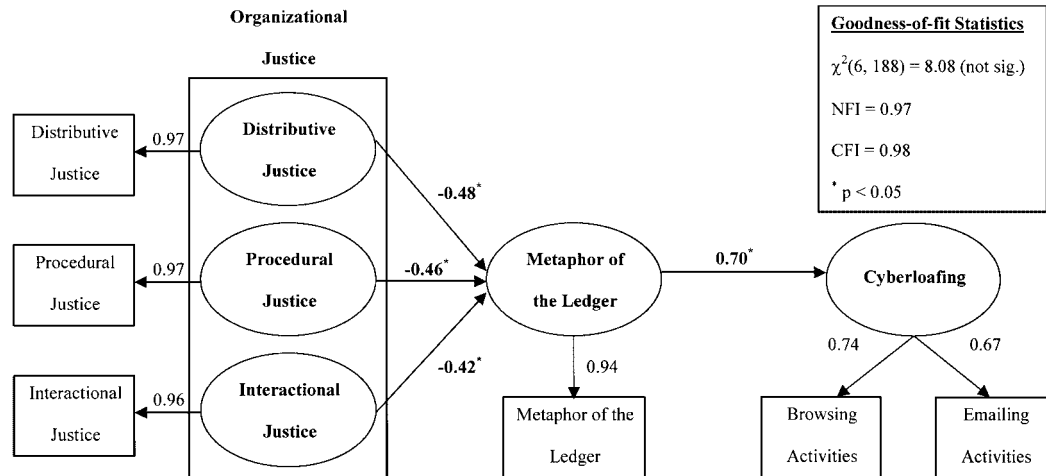 Organizational
Justice
Goodness-of-fit Statistics
χ²(6, 188) = 8.08 (not sig.)
NFI = 0.97
CFI = 0.98
* p < 0.05
Distributive
Justice
0.97
Distributive
Justice
-0.48*
Procedural
Justice
0.97
Procedural
Justice
-0.46*
Metaphor of
the Ledger
0.70*
Cyberloafing
Interactional
Justice
0.96
Interactional
Justice
-0.42*
0.94
0.74
0.67
Metaphor of the
Ledger
Browsing
Activities
Emailing
Activities